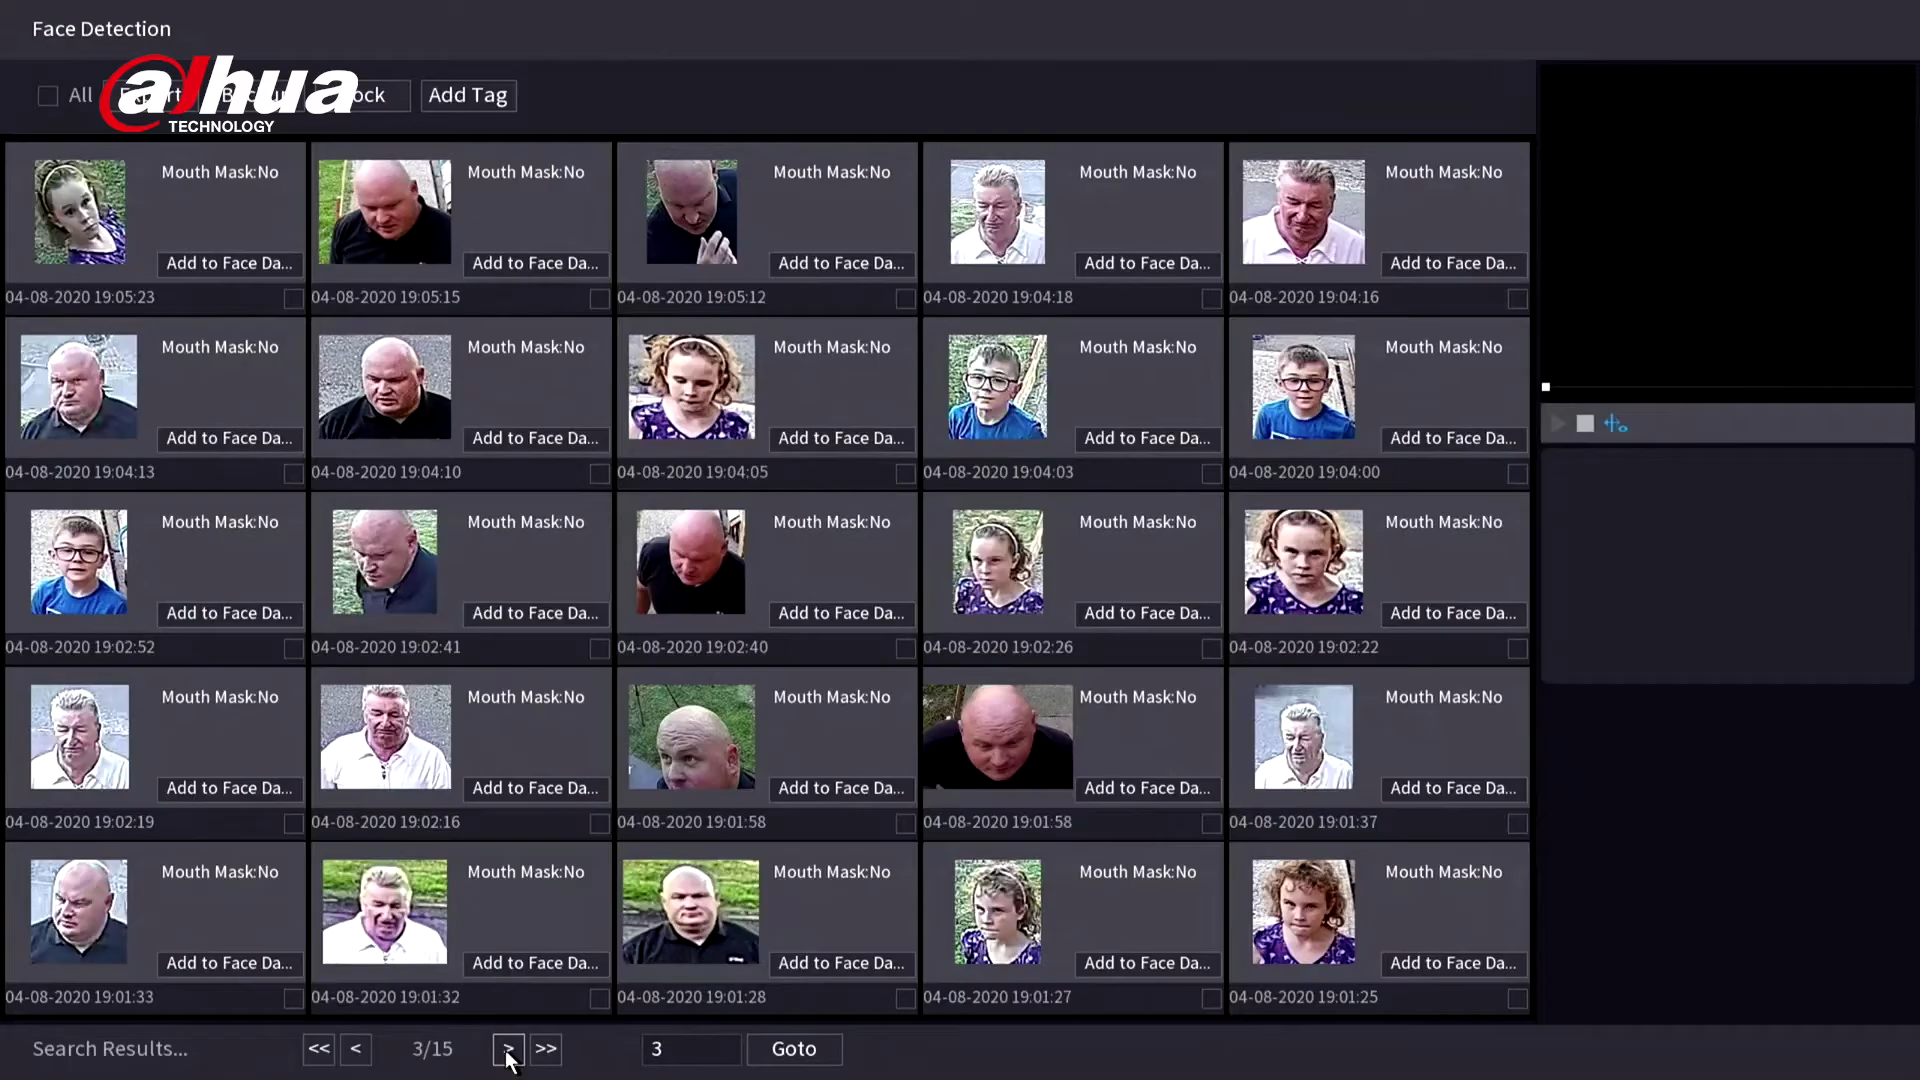 Face Detection
alhua
TECHNOLOGY
All
Export
Backup
Lock
Add Tag
Mouth Mask:No
Mouth Mask:No
Mouth Mask:No
Mouth Mask:No
Mouth Mask:No
Add to Face Da...
Add to Face Da...
Add to Face Da...
Add to Face Da...
Add to Face Da...
04-08-2020 19:05:23
04-08-2020 19:05:15
04-08-2020 19:05:12
04-08-2020 19:04:18
04-08-2020 19:04:16
Mouth Mask:No
Mouth Mask:No
Mouth Mask:No
Mouth Mask:No
Mouth Mask:No
Add to Face Da...
Add to Face Da...
Add to Face Da...
Add to Face Da...
Add to Face Da...
04-08-2020 19:04:13
04-08-2020 19:04:10
04-08-2020 19:04:05
04-08-2020 19:04:03
04-08-2020 19:04:00
Mouth Mask:No
Mouth Mask:No
Mouth Mask:No
Mouth Mask:No
Mouth Mask:No
Add to Face Da...
Add to Face Da...
Add to Face Da...
Add to Face Da...
Add to Face Da...
04-08-2020 19:02:52
04-08-2020 19:02:41
04-08-2020 19:02:40
04-08-2020 19:02:26
04-08-2020 19:02:22
Mouth Mask:No
Mouth Mask:No
Mouth Mask:No
Mouth Mask:No
Mouth Mask:No
Add to Face Da...
Add to Face Da...
Add to Face Da...
Add to Face Da...
Add to Face Da...
04-08-2020 19:02:19
04-08-2020 19:02:16
04-08-2020 19:01:58
04-08-2020 19:01:58
04-08-2020 19:01:37
Mouth Mask:No
Mouth Mask:No
Mouth Mask:No
Mouth Mask:No
Mouth Mask:No
Add to Face Da...
Add to Face Da...
Add to Face Da...
Add to Face Da...
Add to Face Da...
04-08-2020 19:01:33
04-08-2020 19:01:32
04-08-2020 19:01:28
04-08-2020 19:01:27
04-08-2020 19:01:25
Search Results... << < 3/15 > >> 3 Goto